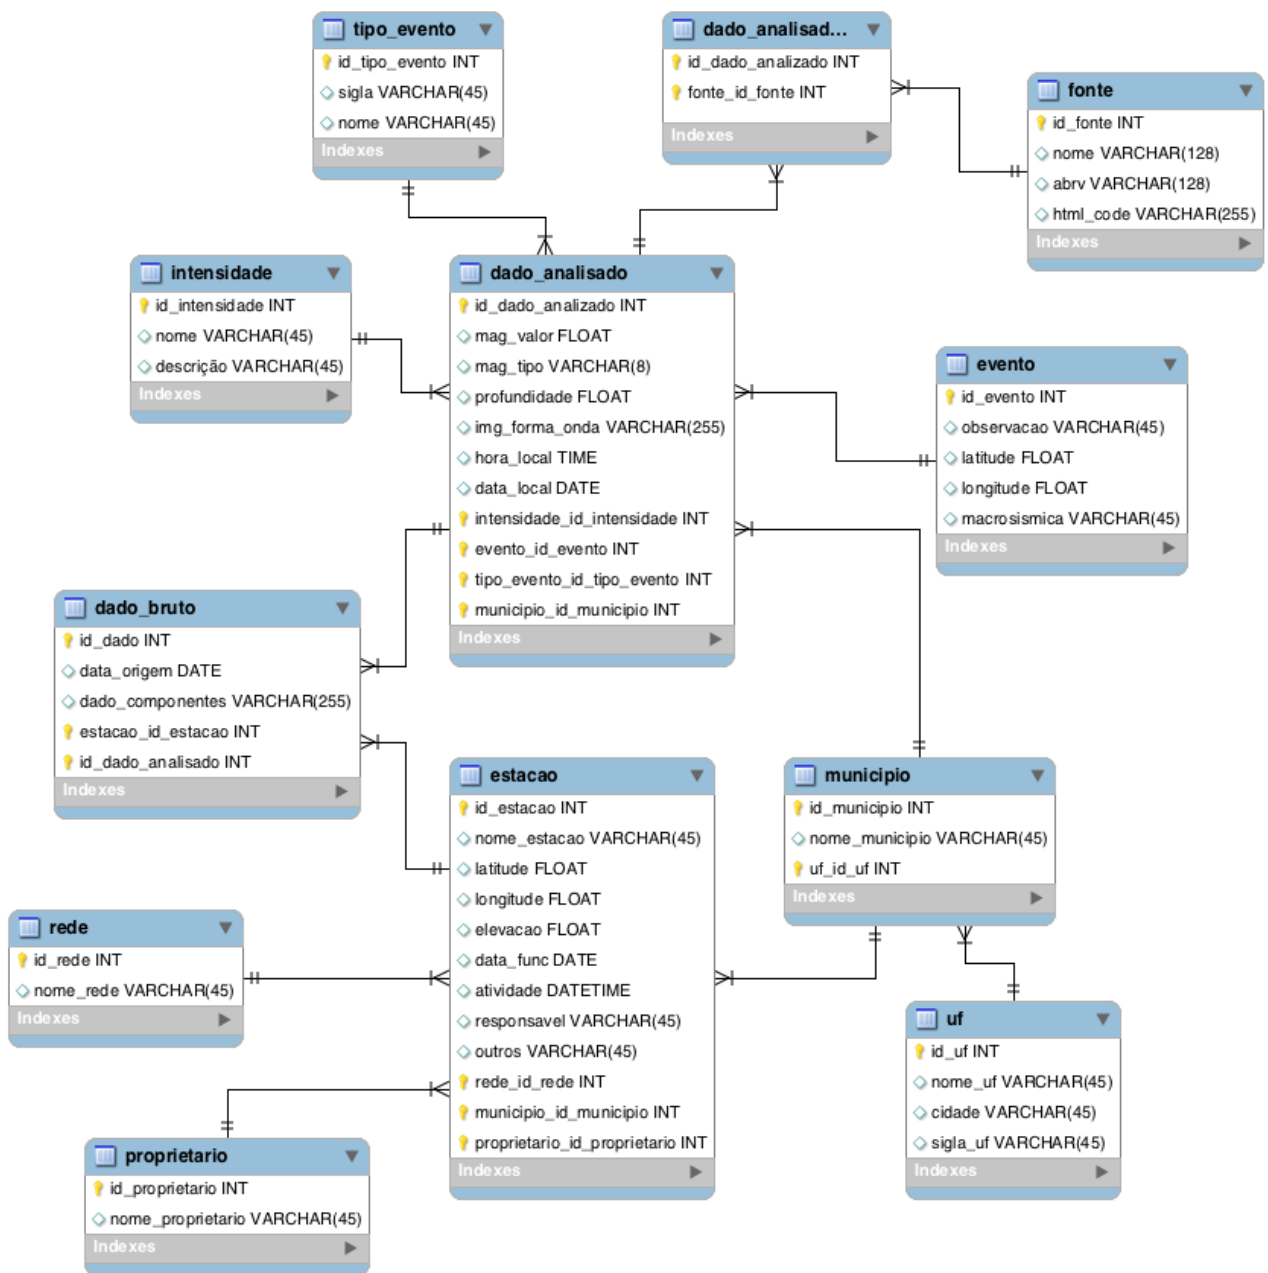 tipo_evento
id_tipo_evento INT
sigla VARCHAR(45)
nome VARCHAR(45)
Indexes
dado_analisad...
id_dado_analizado INT
fonte_id_fonte INT
Indexes
fonte
id_fonte INT
nome VARCHAR(128)
abrv VARCHAR(128)
html_code VARCHAR(255)
Indexes
intensidade
id_intensidade INT
nome VARCHAR(45)
descrição VARCHAR(45)
Indexes
dado_analisado
id_dado_analizado INT
mag_valor FLOAT
mag_tipo VARCHAR(8)
profundidade FLOAT
img_forma_onda VARCHAR(255)
hora_local TIME
data_local DATE
intensidade_id_intensidade INT
evento_id_evento INT
tipo_evento_id_tipo_evento INT
municipio_id_municipio INT
Indexes
evento
id_evento INT
observacao VARCHAR(45)
latitude FLOAT
longitude FLOAT
macrosismica VARCHAR(45)
Indexes
dado_bruto
id_dado INT
data_origem DATE
dado_componentes VARCHAR(255)
estacao_id_estacao INT
id_dado_analisado INT
Indexes
estacao
id_estacao INT
nome_estacao VARCHAR(45)
latitude FLOAT
longitude FLOAT
elevacao FLOAT
data_func DATE
atividade DATETIME
responsavel VARCHAR(45)
outros VARCHAR(45)
rede_id_rede INT
municipio_id_municipio INT
proprietario_id_proprietario INT
Indexes
municipio
id_municipio INT
nome_municipio VARCHAR(45)
uf_id_uf INT
Indexes
rede
id_rede INT
nome_rede VARCHAR(45)
Indexes
uf
id_uf INT
nome_uf VARCHAR(45)
cidade VARCHAR(45)
sigla_uf VARCHAR(45)
Indexes
proprietario
id_proprietario INT
nome_proprietario VARCHAR(45)
Indexes